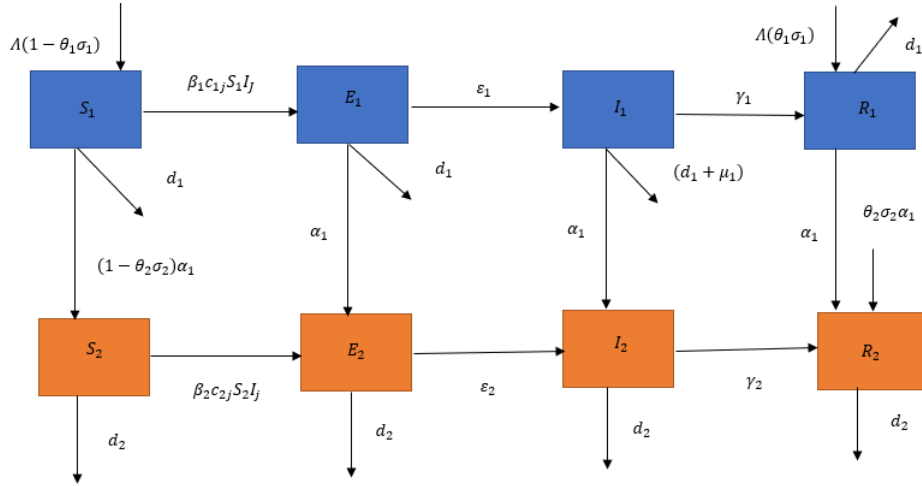 Λ(1 − θ₁σ₁)
Λ(θ₁σ₁)
d₁
β₁c₁ⱼS₁I_J
ε₁
γ₁
S₁
E₁
I₁
R₁
d₁
d₁
(d₁ + μ₁)
θ₂σ₂α₁
α₁
α₁
α₁
(1 − θ₂σ₂)α₁
S₂
E₂
I₂
R₂
β₂c₂ⱼS₂Iⱼ
ε₂
γ₂
d₂
d₂
d₂
d₂